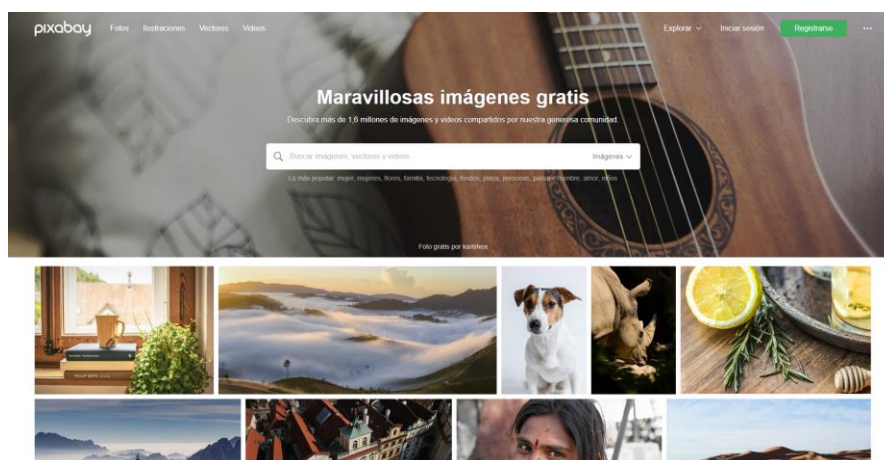 pixabay Fotos Ilustraciones Vectores Videos Explorar Iniciar sesión Registrarse
Maravillosas imágenes gratis
Descubra más de 1,6 millones de imágenes y videos compartidos por nuestra generosa comunidad.
Buscar imágenes, vectores y videos Imágenes
Lo más popular: mujer, mujeres, flores, familia, tecnología, fondos, playa, personas, paisaje, hombre, amor, niños
Foto gratis por karishea